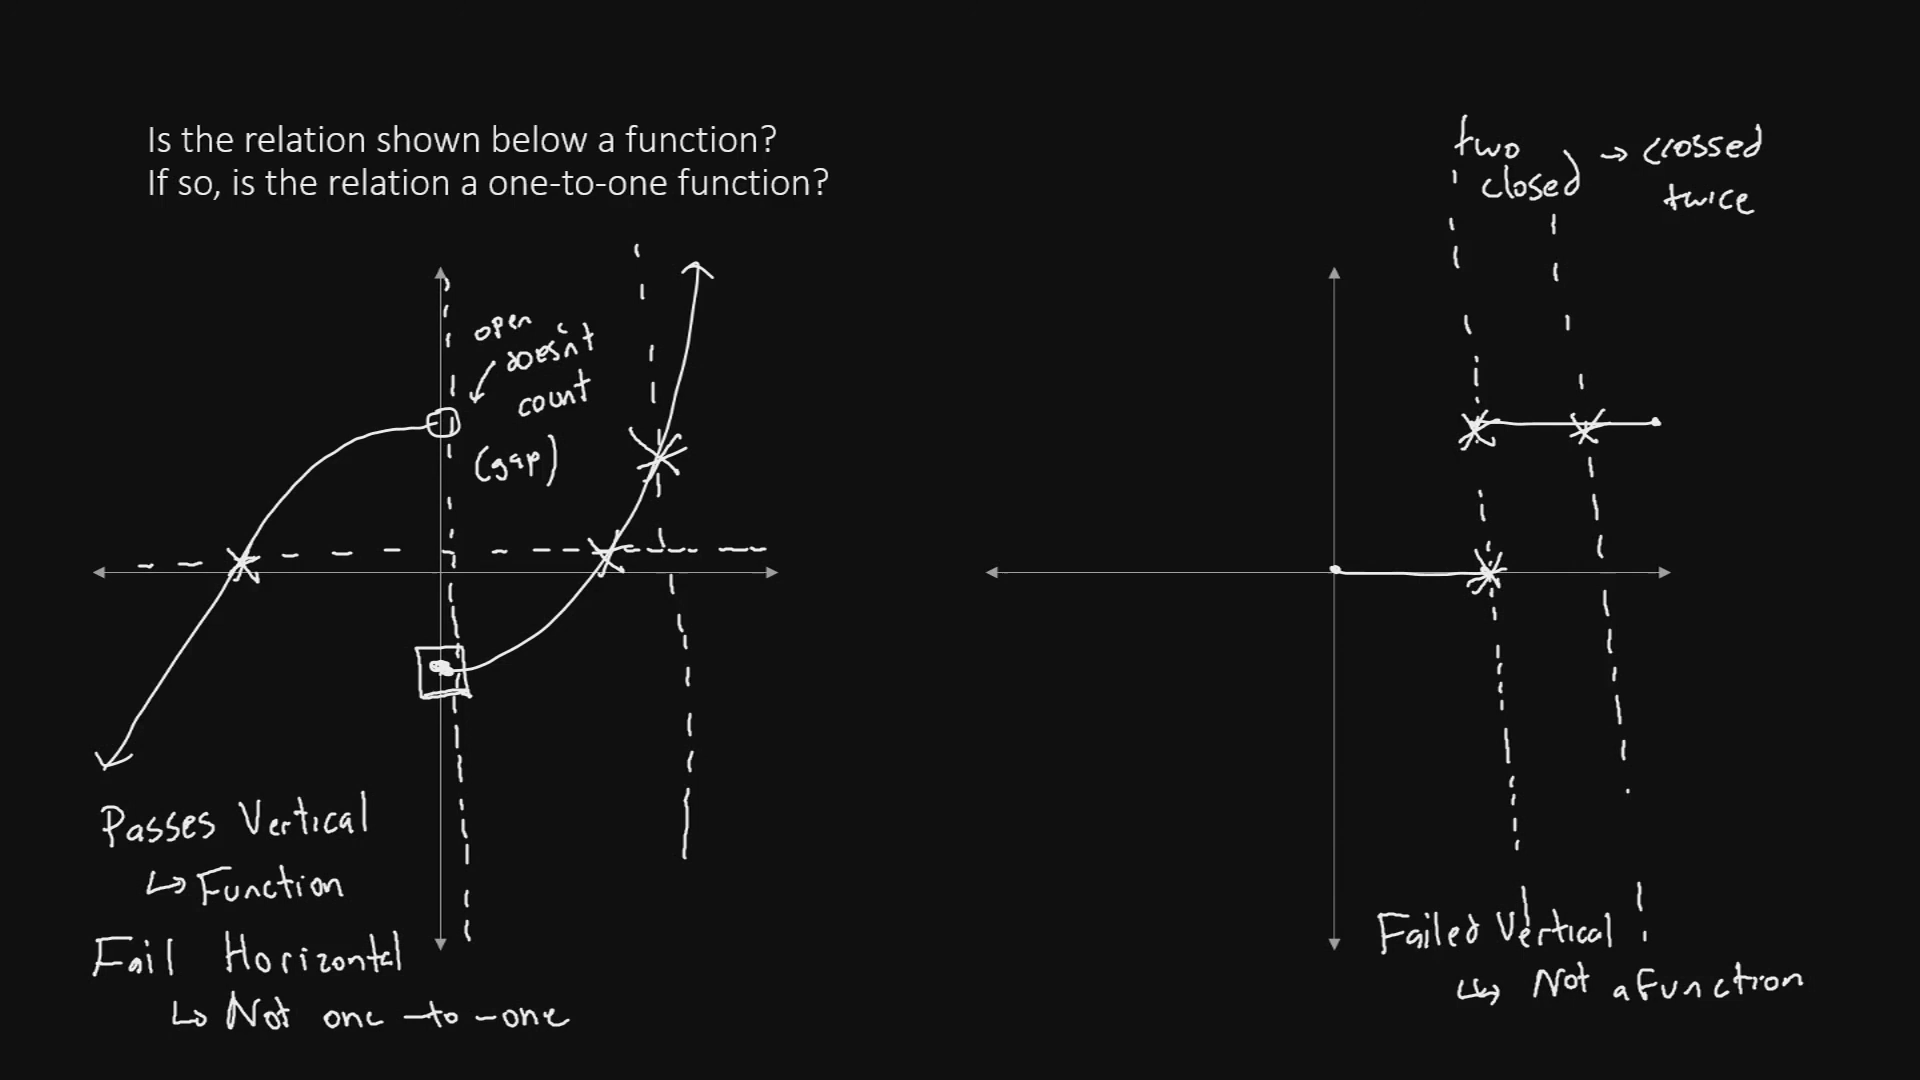 Is the relation shown below a function?
If so, is the relation a one-to-one function?
open
doesn't
count
(gap)
Passes Vertical
↳ Function
Fail Horizontal
↳ Not one-to-one
two
closed
→ crossed
twice
Failed Vertical
↳ Not a function